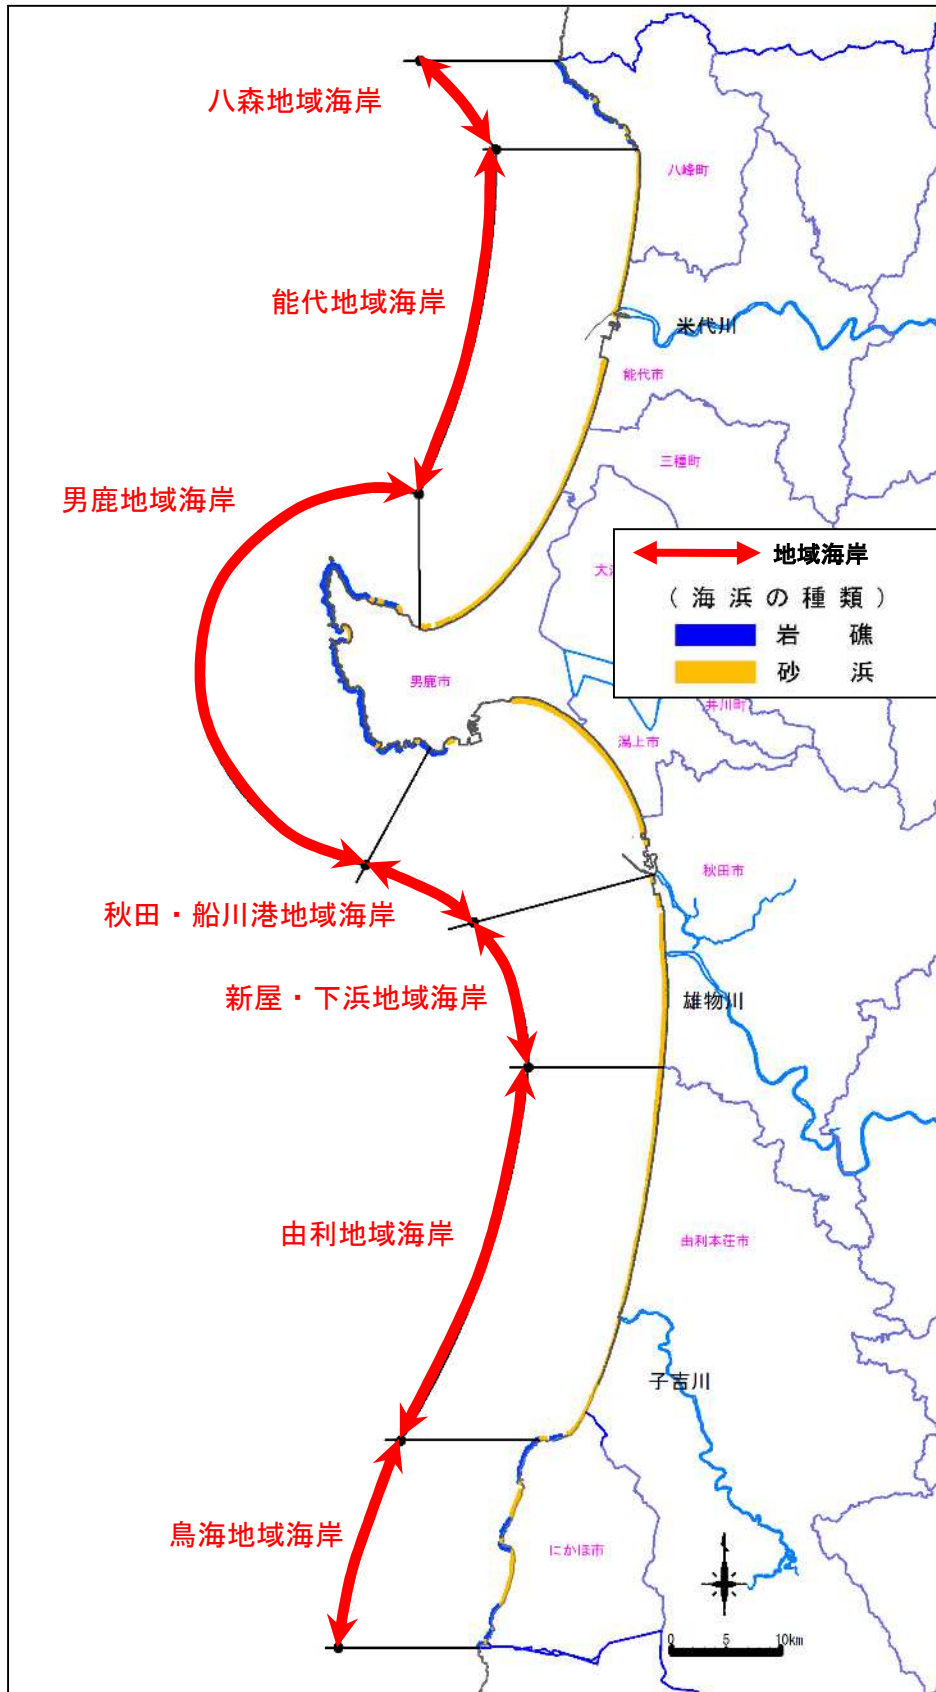 八森地域海岸
八峰町
能代地域海岸
米代川
能代市
三種町
男鹿地域海岸
地域海岸
(海浜の種類)
岩 礁
砂 浜
大
男鹿市
井川町
潟上市
秋田市
秋田・船川港地域海岸
新屋・下浜地域海岸
雄物川
由利地域海岸
由利本荘市
子吉川
鳥海地域海岸
にかほ市
0 5 10km